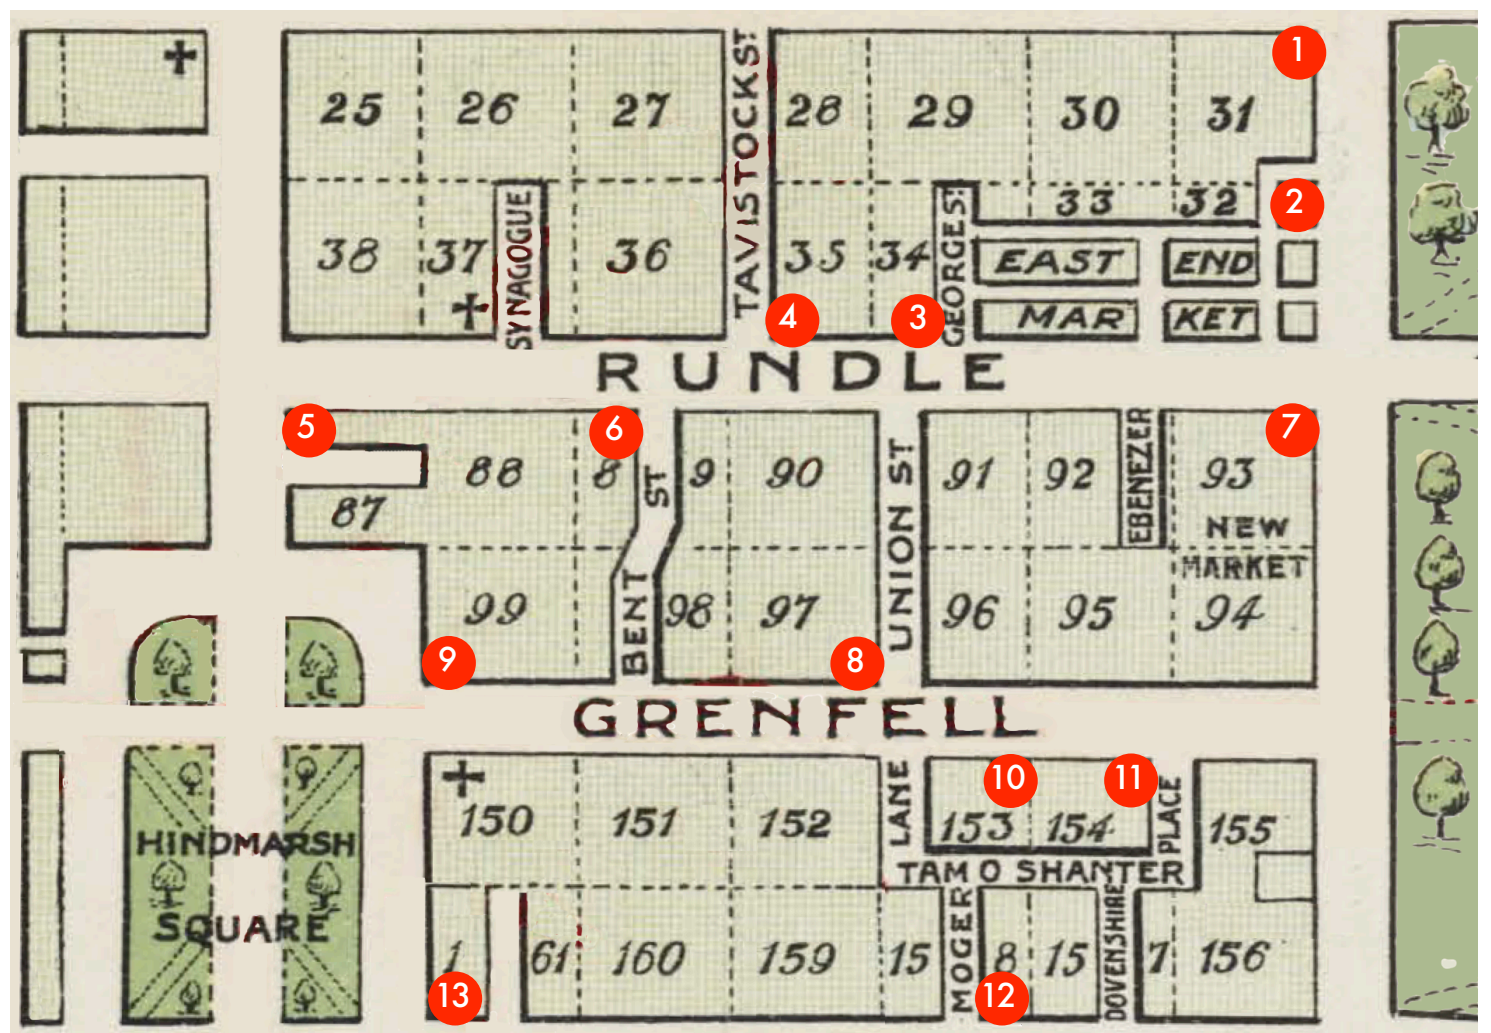 1
25 26 27 28 29 30 31
TAVISTOCK ST.
2
33 32
38 37 SYNAGOGUE 36 35 34 GEORGES ST. EAST END
MAR KET
4 3
RUNDLE
5 6 7
88 8 ST 9 90 UNION ST 91 92 EBENEZER 93
87
NEW
MARKET
99 BENT 98 97 96 95 94
9 8
GRENFELL
10 11
150 151 152 LANE 153 154 PLACE 155
HINDMARSH
TAM O SHANTER
SQUARE
1 61 160 159 15 MOGER 8 15 DOVENSHIRE 7 156
13 12